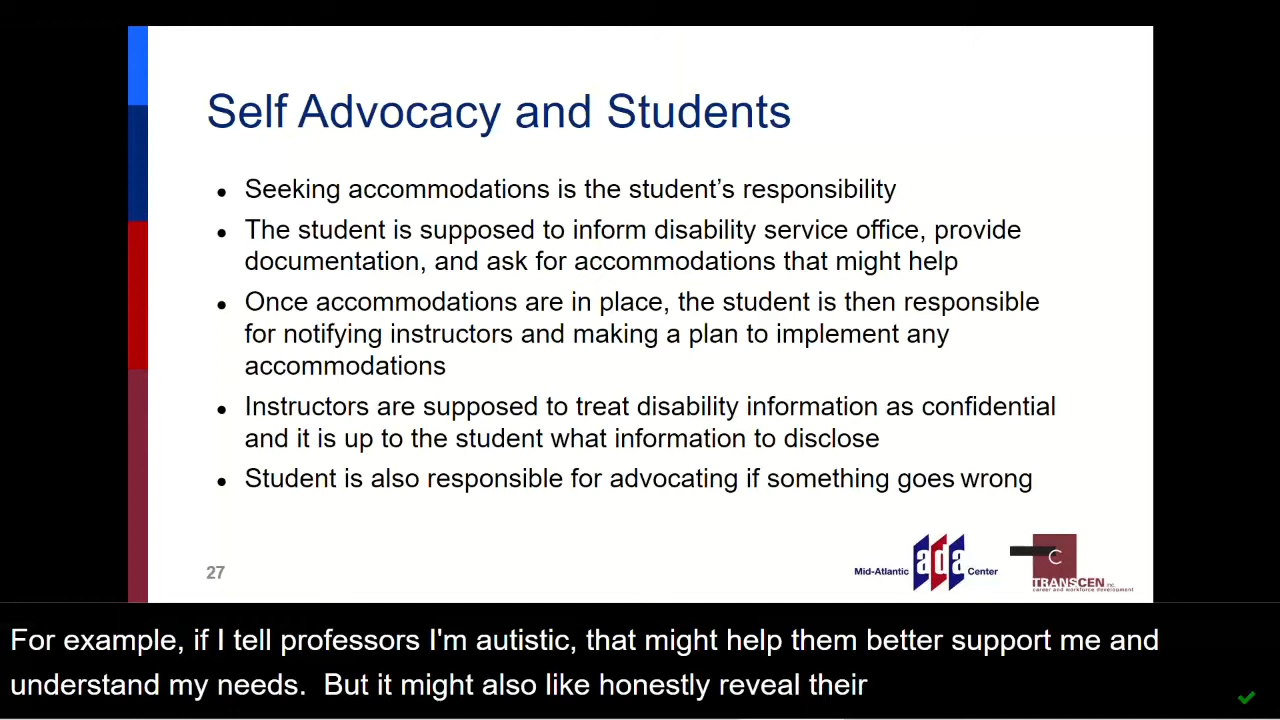 Self Advocacy and Students
• Seeking accommodations is the student’s responsibility
• The student is supposed to inform disability service office, provide
documentation, and ask for accommodations that might help
• Once accommodations are in place, the student is then responsible
for notifying instructors and making a plan to implement any
accommodations
• Instructors are supposed to treat disability information as confidential
and it is up to the student what information to disclose
• Student is also responsible for advocating if something goes wrong
27
Mid-Atlantic ada Center
C
TRANSCEN inc.
career and workforce development
For example, if I tell professors I'm autistic, that might help them better support me and
understand my needs.  But it might also like honestly reveal their